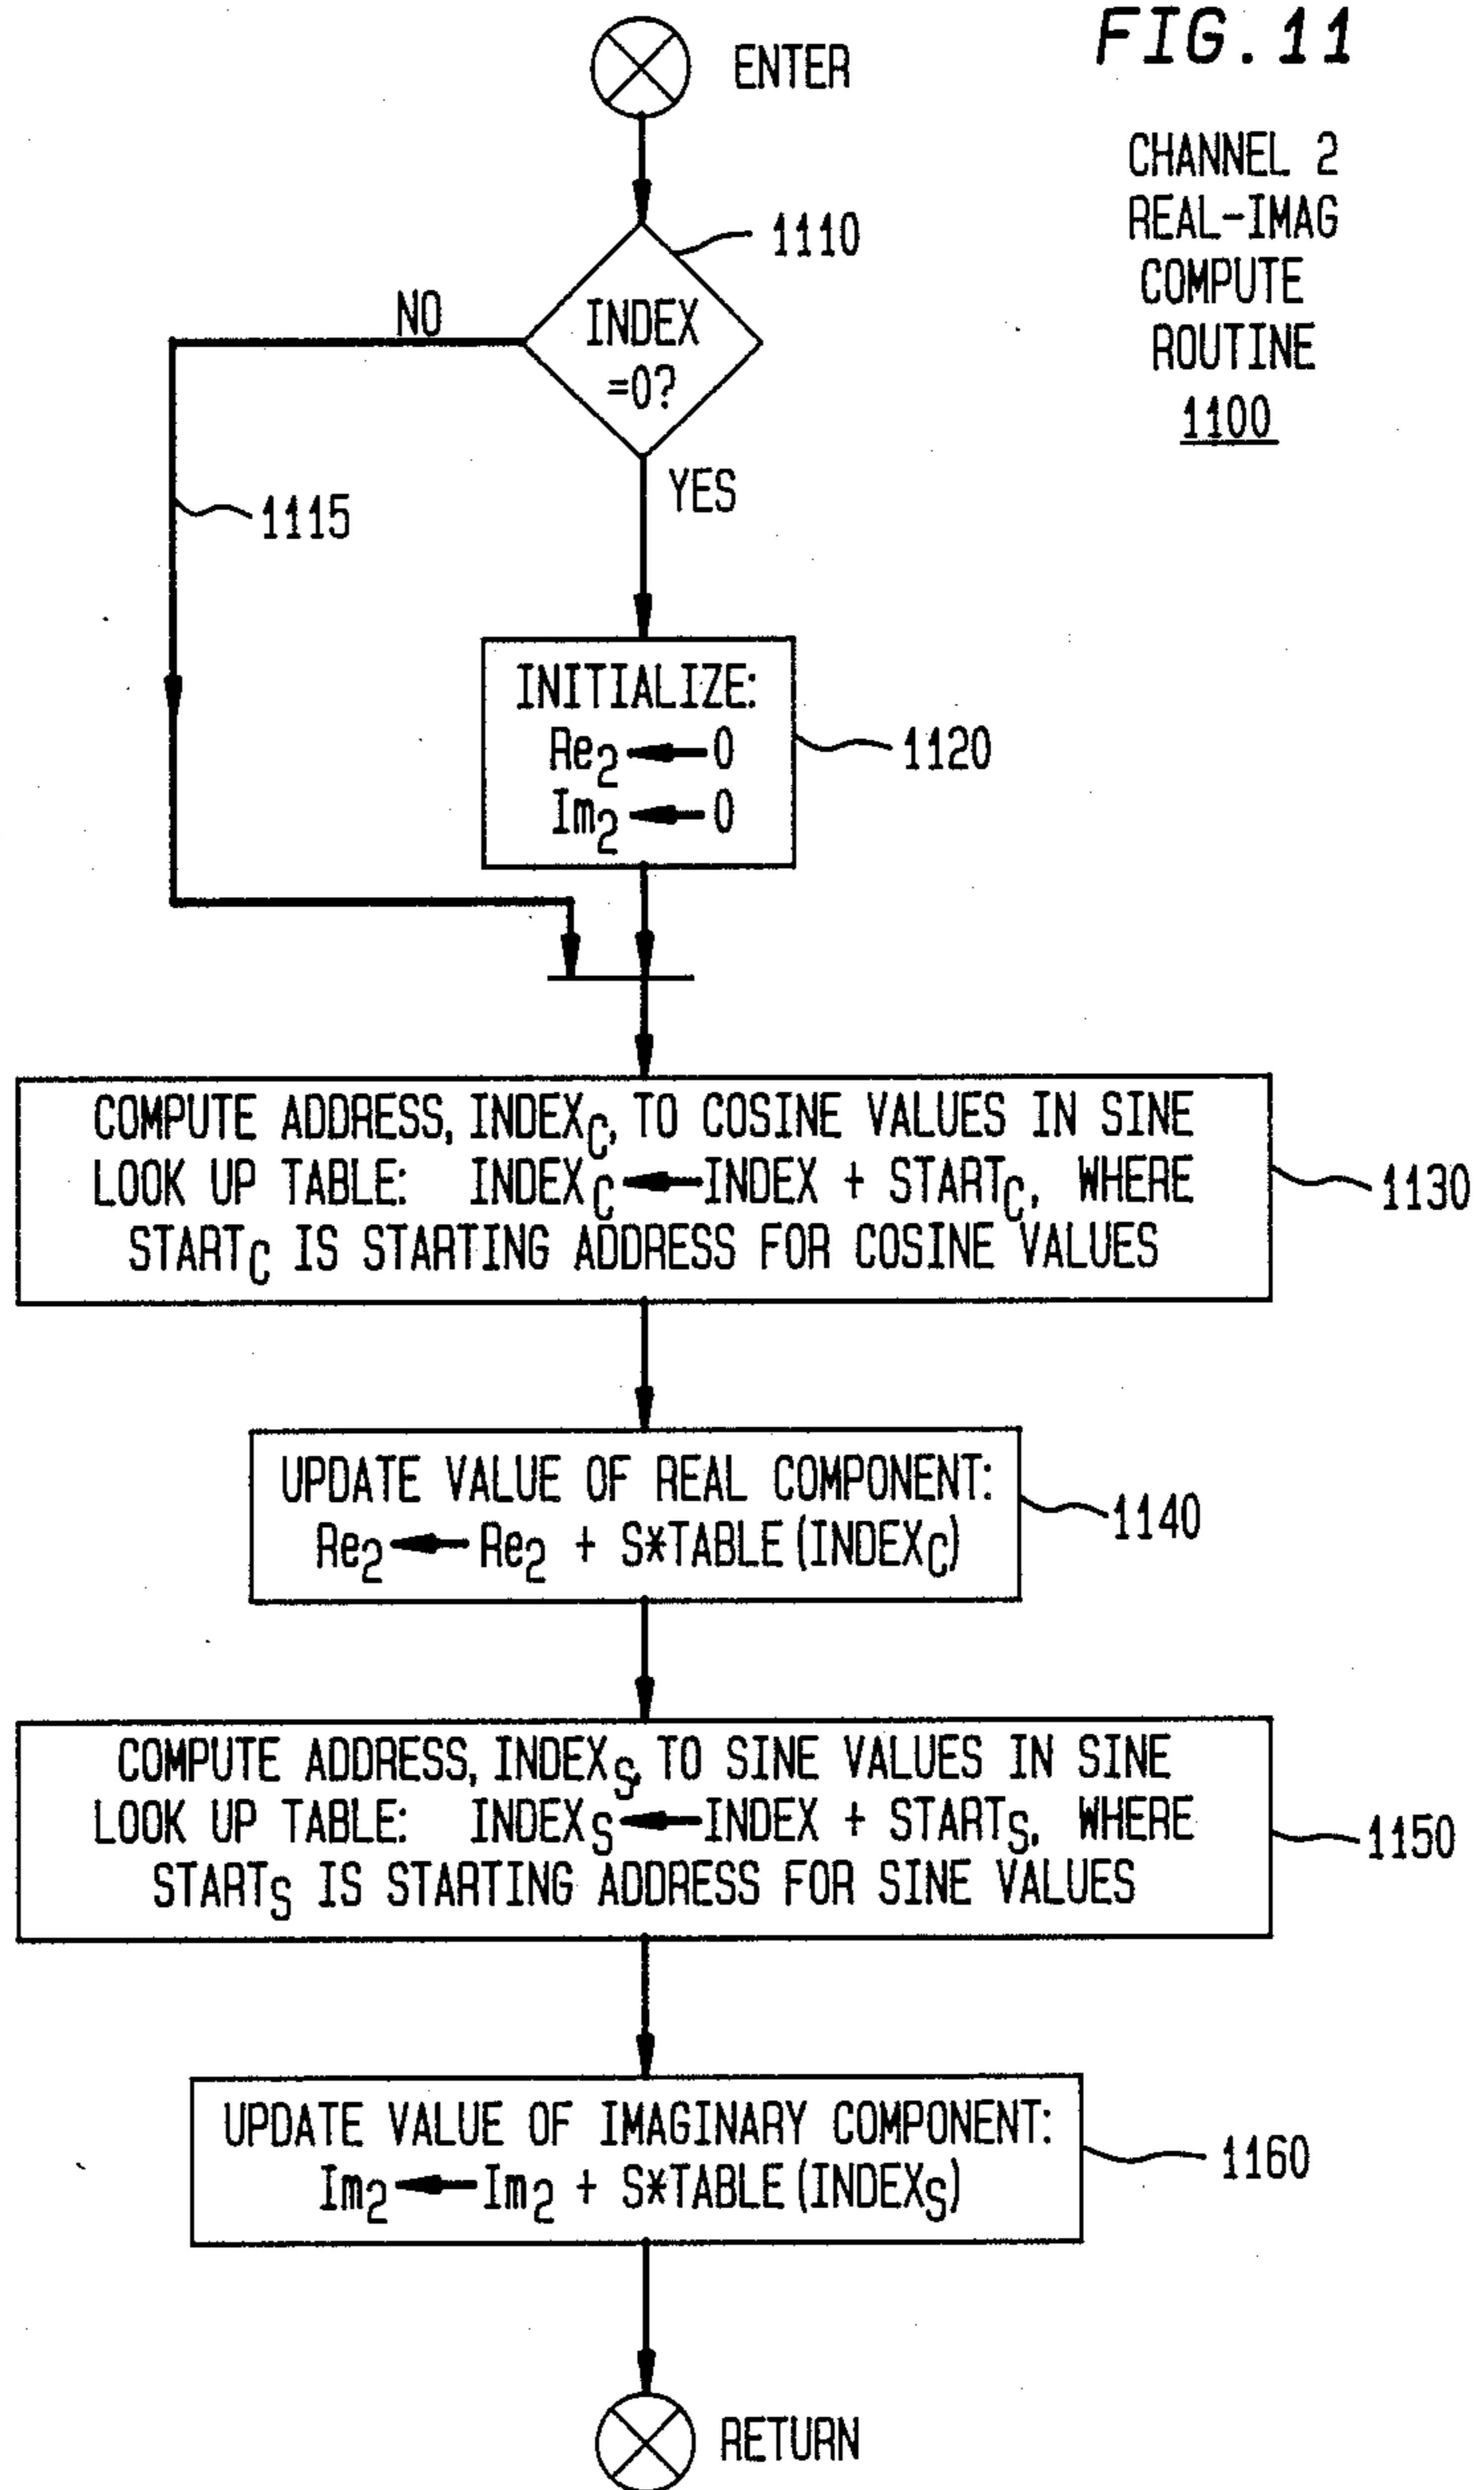 FIG. 11
CHANNEL 2
REAL-IMAG
COMPUTE
ROUTINE
1100
ENTER
1110
INDEX
=0?
NO
YES
1115
INITIALIZE:
Re2 ← 0
Im2 ← 0
1120
COMPUTE ADDRESS, INDEXC, TO COSINE VALUES IN SINE
LOOK UP TABLE: INDEXC ← INDEX + STARTC, WHERE
STARTC IS STARTING ADDRESS FOR COSINE VALUES
1130
UPDATE VALUE OF REAL COMPONENT:
Re2 ← Re2 + S*TABLE (INDEXC)
1140
COMPUTE ADDRESS, INDEXS, TO SINE VALUES IN SINE
LOOK UP TABLE: INDEXS ← INDEX + STARTS, WHERE
STARTS IS STARTING ADDRESS FOR SINE VALUES
1150
UPDATE VALUE OF IMAGINARY COMPONENT:
Im2 ← Im2 + S*TABLE (INDEXS)
1160
RETURN